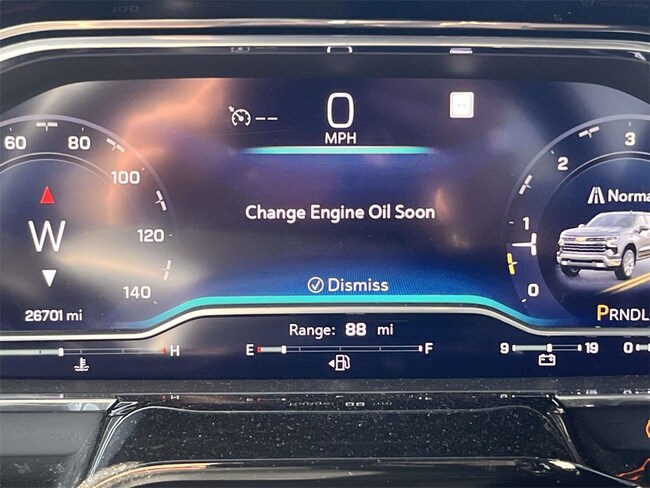 0
MPH
--
60
80
100
120
140
W
26701 mi
Change Engine Oil Soon
Dismiss
3
2
1
0
Norma
PRNDL
H
Range: 88 mi
E
F
9
19
0